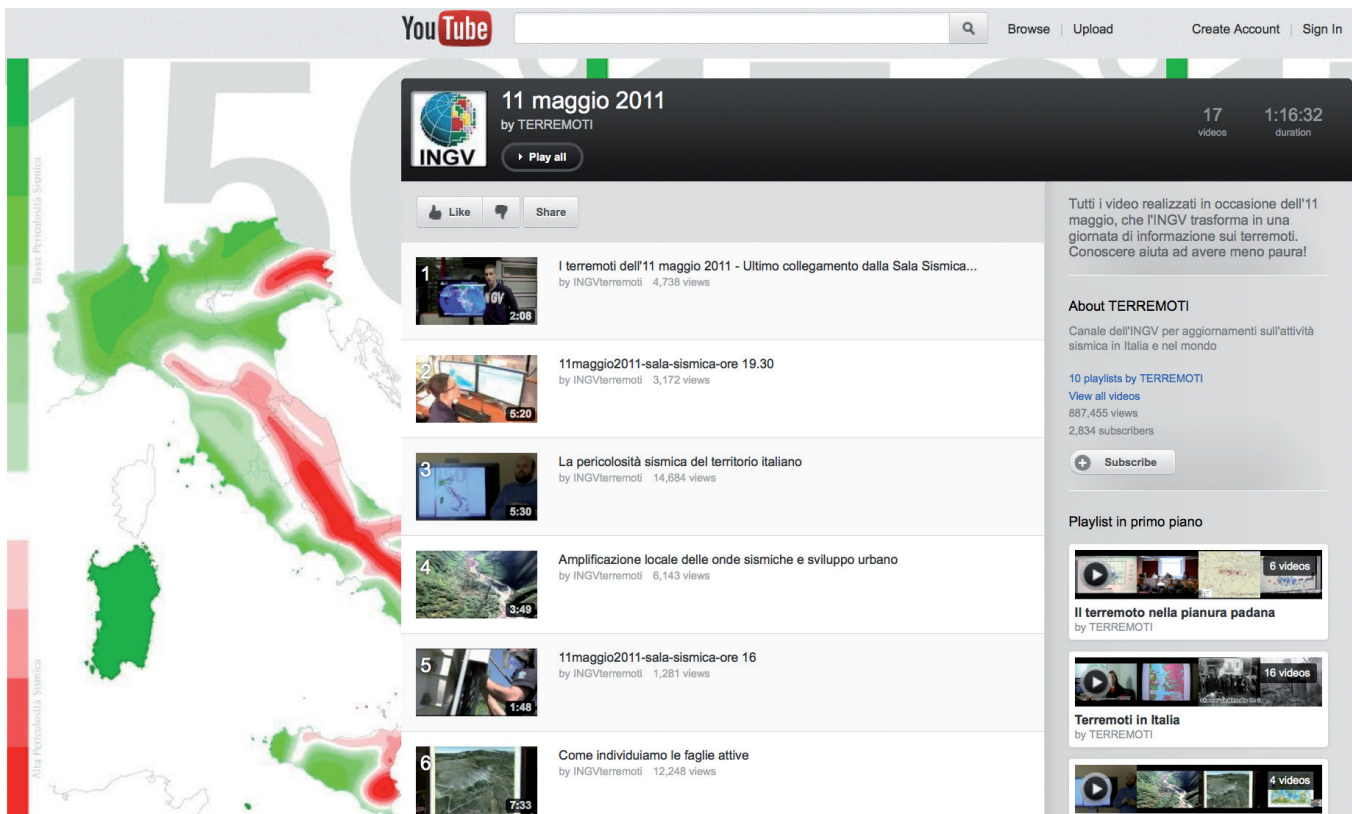 YouTube
Browse | Upload
Create Account | Sign In
150°
Bassa Pericolosità Sismica
Alta Pericolosità Sismica
INGV
11 maggio 2011
by TERREMOTI
Play all
17
videos
1:16:32
duration
Like
Share
1
2:08
I terremoti dell'11 maggio 2011 - Ultimo collegamento dalla Sala Sismica...
by INGVterremoti 4,738 views
2
5:20
11maggio2011-sala-sismica-ore 19.30
by INGVterremoti 3,172 views
3
5:30
La pericolosità sismica del territorio italiano
by INGVterremoti 14,684 views
4
3:49
Amplificazione locale delle onde sismiche e sviluppo urbano
by INGVterremoti 6,143 views
5
1:48
11maggio2011-sala-sismica-ore 16
by INGVterremoti 1,281 views
6
7:33
Come individuiamo le faglie attive
by INGVterremoti 12,248 views
Tutti i video realizzati in occasione dell'11
maggio, che l'INGV trasforma in una
giornata di informazione sui terremoti.
Conoscere aiuta ad avere meno paura!
About TERREMOTI
Canale dell'INGV per aggiornamenti sull'attività
sismica in Italia e nel mondo
10 playlists by TERREMOTI
View all videos
887,455 views
2,834 subscribers
Subscribe
Playlist in primo piano
6 videos
Il terremoto nella pianura padana
by TERREMOTI
16 videos
Terremoti in Italia
by TERREMOTI
4 videos